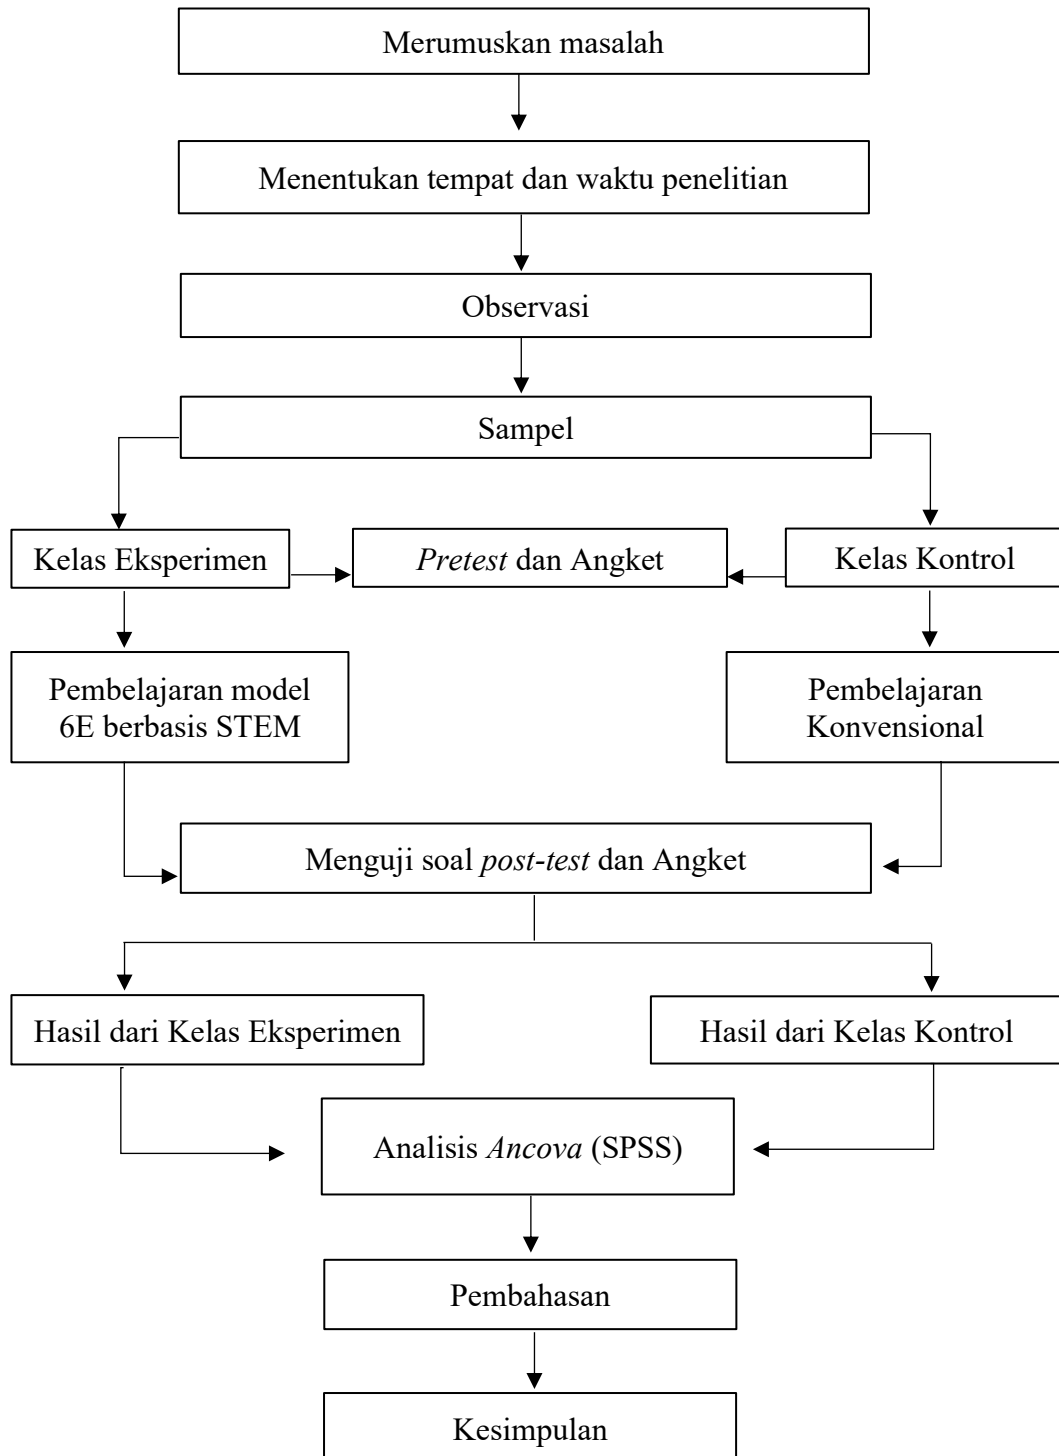 Merumuskan masalah
Menentukan tempat dan waktu penelitian
Observasi
Sampel
Kelas Eksperimen
Pretest dan Angket
Kelas Kontrol
Pembelajaran model
6E berbasis STEM
Pembelajaran
Konvensional
Menguji soal post-test dan Angket
Hasil dari Kelas Eksperimen
Hasil dari Kelas Kontrol
Analisis Ancova (SPSS)
Pembahasan
Kesimpulan